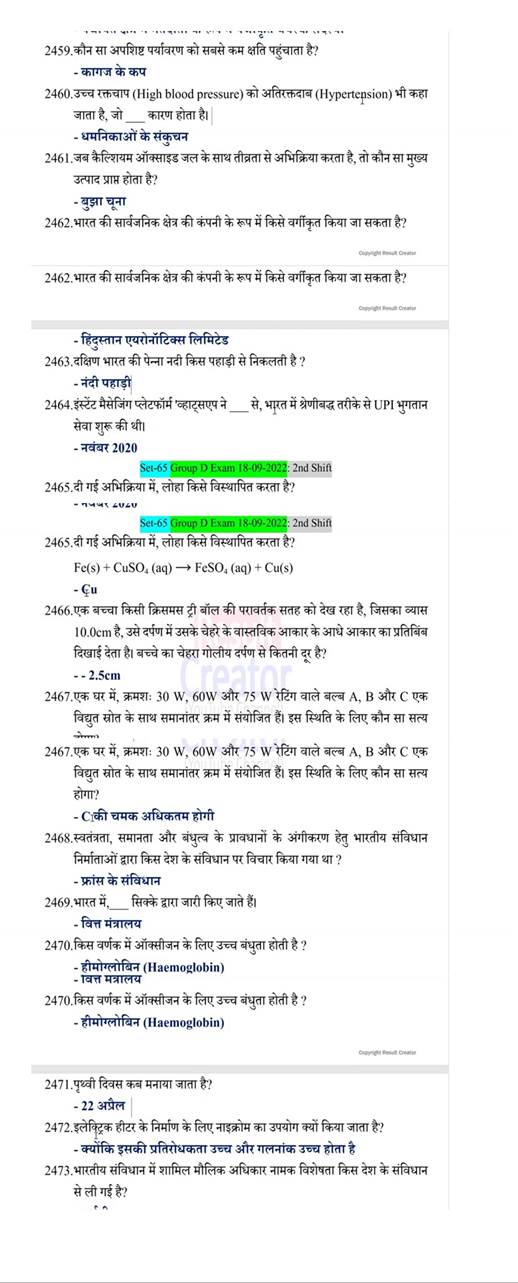 2459.कौन सा अपशिष्ट पर्यावरण को सबसे कम क्षति पहुंचाता है?
- कागज के कप
2460.उच्च रक्तचाप (High blood pressure) को अतिरक्तदाब (Hypertension) भी कहा
जाता है, जो ____ कारण होता है।
- धमनिकाओं के संकुचन
2461.जब कैल्शियम ऑक्साइड जल के साथ तीव्रता से अभिक्रिया करता है, तो कौन सा मुख्य
उत्पाद प्राप्त होता है?
- बुझा चूना
2462.भारत की सार्वजनिक क्षेत्र की कंपनी के रूप में किसे वर्गीकृत किया जा सकता है?
Copyright Result Creator
2462.भारत की सार्वजनिक क्षेत्र की कंपनी के रूप में किसे वर्गीकृत किया जा सकता है?
Copyright Result Creator
- हिंदुस्तान एयरोनॉटिक्स लिमिटेड
2463.दक्षिण भारत की पेन्ना नदी किस पहाड़ी से निकलती है ?
- नंदी पहाड़ी
2464.इंस्टेंट मैसेजिंग प्लेटफॉर्म 'व्हाट्सएप ने ____ से, भारत में श्रेणीबद्ध तरीके से UPI भुगतान
सेवा शुरू की थी।
- नवंबर 2020
Set-65 Group D Exam 18-09-2022: 2nd Shift
2465.दी गई अभिक्रिया में, लोहा किसे विस्थापित करता है?
- नवंबर 2020
Set-65 Group D Exam 18-09-2022: 2nd Shift
2465.दी गई अभिक्रिया में, लोहा किसे विस्थापित करता है?
Fe(s) + CuSO₄ (aq) → FeSO₄ (aq) + Cu(s)
- Cu
2466.एक बच्चा किसी क्रिसमस ट्री बॉल की परावर्तक सतह को देख रहा है, जिसका व्यास
10.0cm है, उसे दर्पण में उसके चेहरे के वास्तविक आकार के आधे आकार का प्रतिबिंब
दिखाई देता है। बच्चे का चेहरा गोलीय दर्पण से कितनी दूर है?
Creator
- - 2.5cm
2467.एक घर में, क्रमशः 30 W, 60W और 75 W रेटिंग वाले बल्ब A, B और C एक
विद्युत स्रोत के साथ समानांतर क्रम में संयोजित हैं। इस स्थिति के लिए कौन सा सत्य
2467.एक घर में, क्रमशः 30 W, 60W और 75 W रेटिंग वाले बल्ब A, B और C एक
विद्युत स्रोत के साथ समानांतर क्रम में संयोजित हैं। इस स्थिति के लिए कौन सा सत्य
होगा?
- C की चमक अधिकतम होगी
2468.स्वतंत्रता, समानता और बंधुत्व के प्रावधानों के अंगीकरण हेतु भारतीय संविधान
निर्माताओं द्वारा किस देश के संविधान पर विचार किया गया था ?
- फ्रांस के संविधान
2469.भारत में,____ सिक्के द्वारा जारी किए जाते हैं।
- वित्त मंत्रालय
2470.किस वर्णक में ऑक्सीजन के लिए उच्च बंधुता होती है ?
- हीमोग्लोबिन (Haemoglobin)
- वित्त मंत्रालय
2470.किस वर्णक में ऑक्सीजन के लिए उच्च बंधुता होती है ?
- हीमोग्लोबिन (Haemoglobin)
Copyright Result Creator
2471.पृथ्वी दिवस कब मनाया जाता है?
- 22 अप्रैल
2472.इलेक्ट्रिक हीटर के निर्माण के लिए नाइक्रोम का उपयोग क्यों किया जाता है?
- क्योंकि इसकी प्रतिरोधकता उच्च और गलनांक उच्च होता है
2473.भारतीय संविधान में शामिल मौलिक अधिकार नामक विशेषता किस देश के संविधान
से ली गई है?